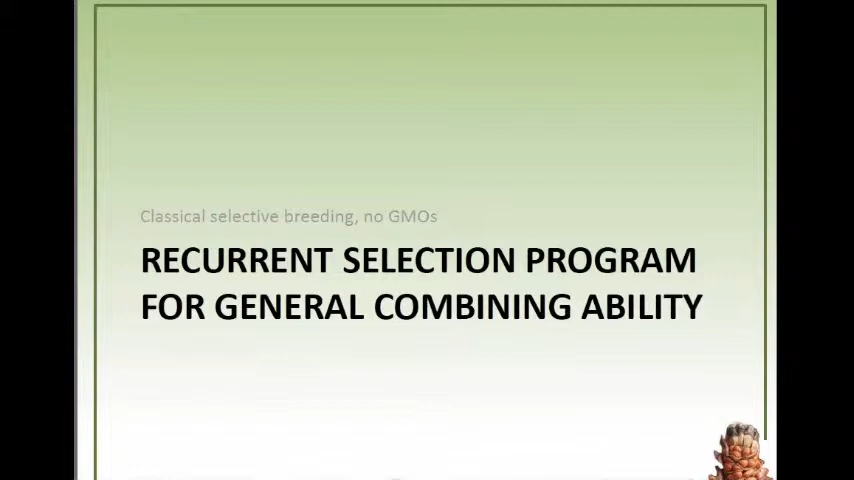 Classical selective breeding, no GMOs
RECURRENT SELECTION PROGRAM
FOR GENERAL COMBINING ABILITY